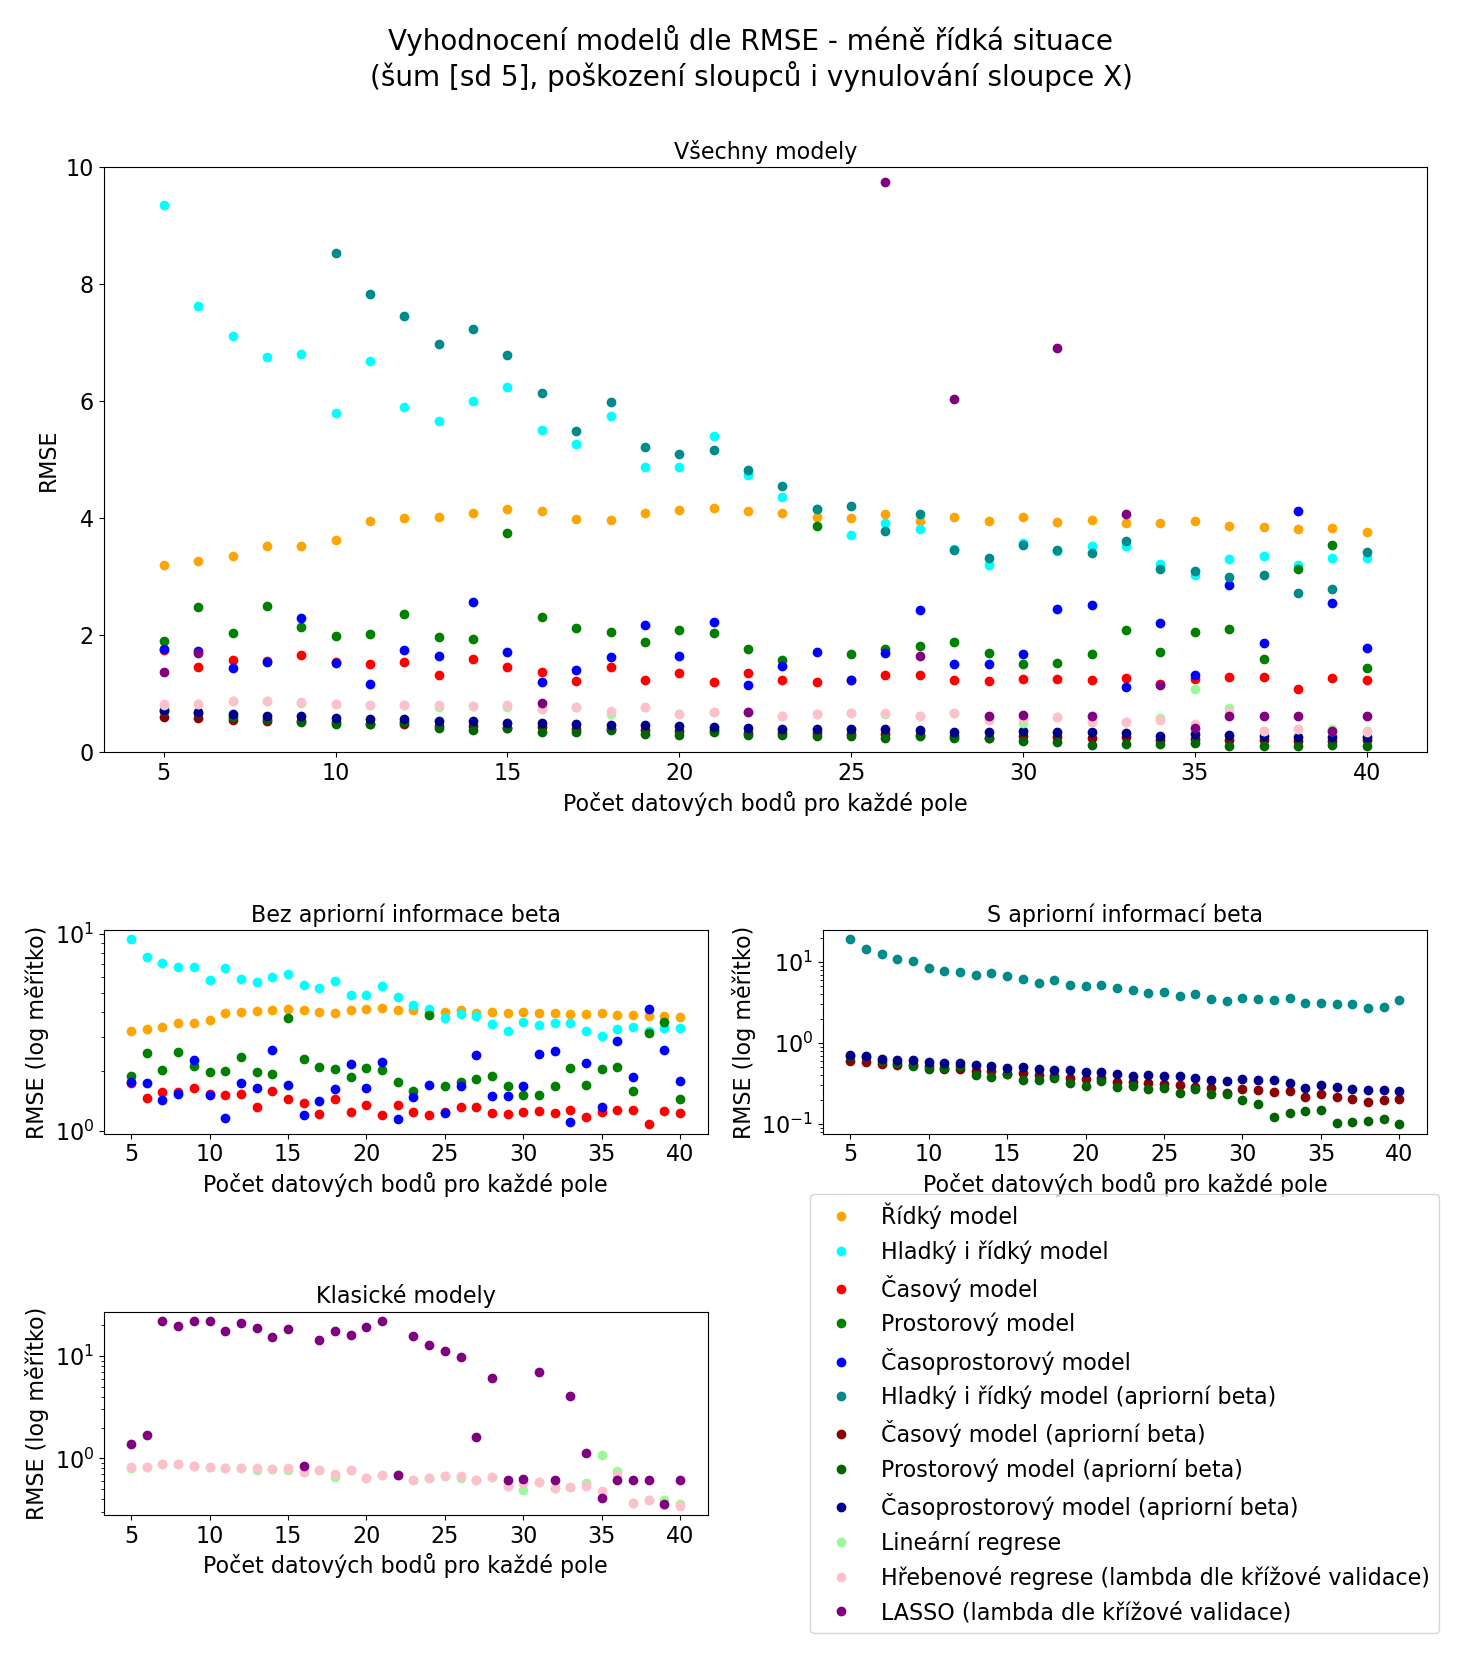 Vyhodnocení modelů dle RMSE - méně řídká situace
(šum [sd 5], poškození sloupců i vynulování sloupce X)
Všechny modely
10
8
6
4
2
0
RMSE
5 10 15 20 25 30 35 40
Počet datových bodů pro každé pole
Bez apriorní informace beta
10¹
10⁰
RMSE (log měřítko)
5 10 15 20 25 30 35 40
Počet datových bodů pro každé pole
S apriorní informací beta
10¹
10⁰
10⁻¹
RMSE (log měřítko)
5 10 15 20 25 30 35 40
Počet datových bodů pro každé pole
Klasické modely
10¹
10⁰
RMSE (log měřítko)
5 10 15 20 25 30 35 40
Počet datových bodů pro každé pole
Řídký model
Hladký i řídký model
Časový model
Prostorový model
Časoprostorový model
Hladký i řídký model (apriorní beta)
Časový model (apriorní beta)
Prostorový model (apriorní beta)
Časoprostorový model (apriorní beta)
Lineární regrese
Hřebenové regrese (lambda dle křížové validace)
LASSO (lambda dle křížové validace)